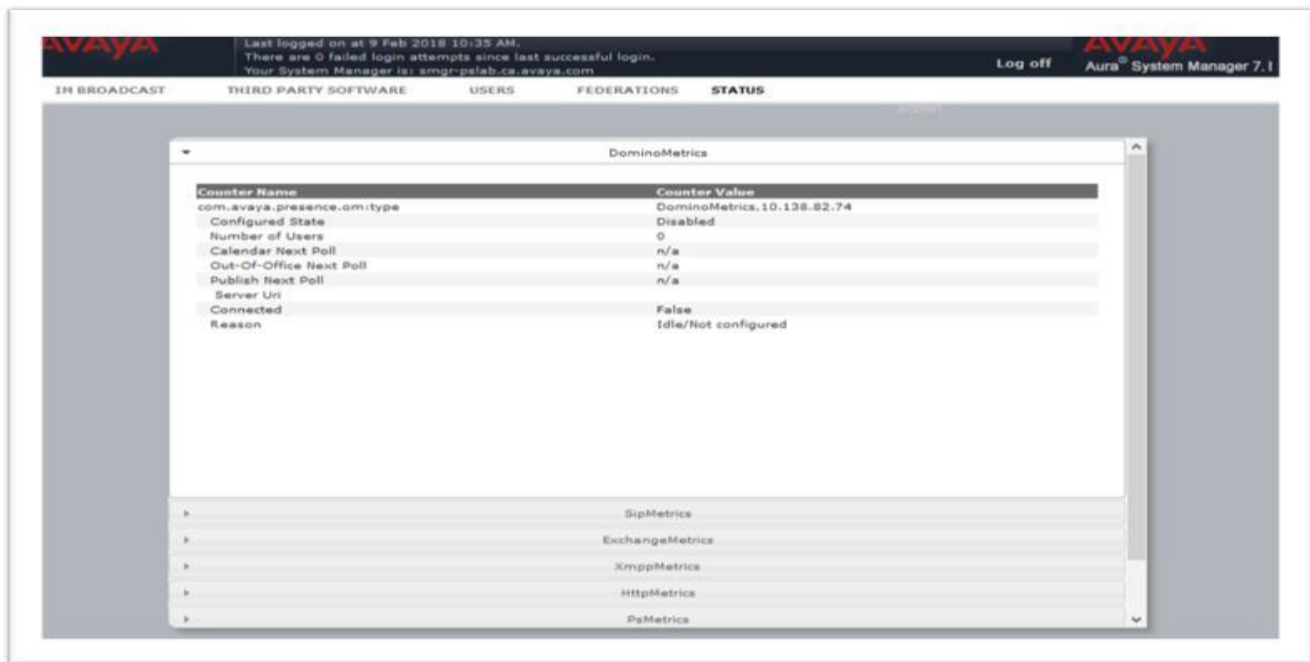 AVAYA
Last logged on at 9 Feb 2018 10:35 AM.
There are 0 failed login attempts since last successful login.
Your System Manager is: smgr-pslab.ca.avaya.com
Log off
AVAYA
Aura® System Manager 7.1
IM BROADCAST THIRD PARTY SOFTWARE USERS FEDERATIONS STATUS
admin
DominoMetrics
Counter Name Counter Value
com.avaya.presence.om:type DominoMetrics,10.138.82.74
Configured State Disabled
Number of Users 0
Calendar Next Poll n/a
Out-Of-Office Next Poll n/a
Publish Next Poll n/a
Server Uri
Connected False
Reason Idle/Not configured
SipMetrics
ExchangeMetrics
XmppMetrics
HttpMetrics
PsMetrics